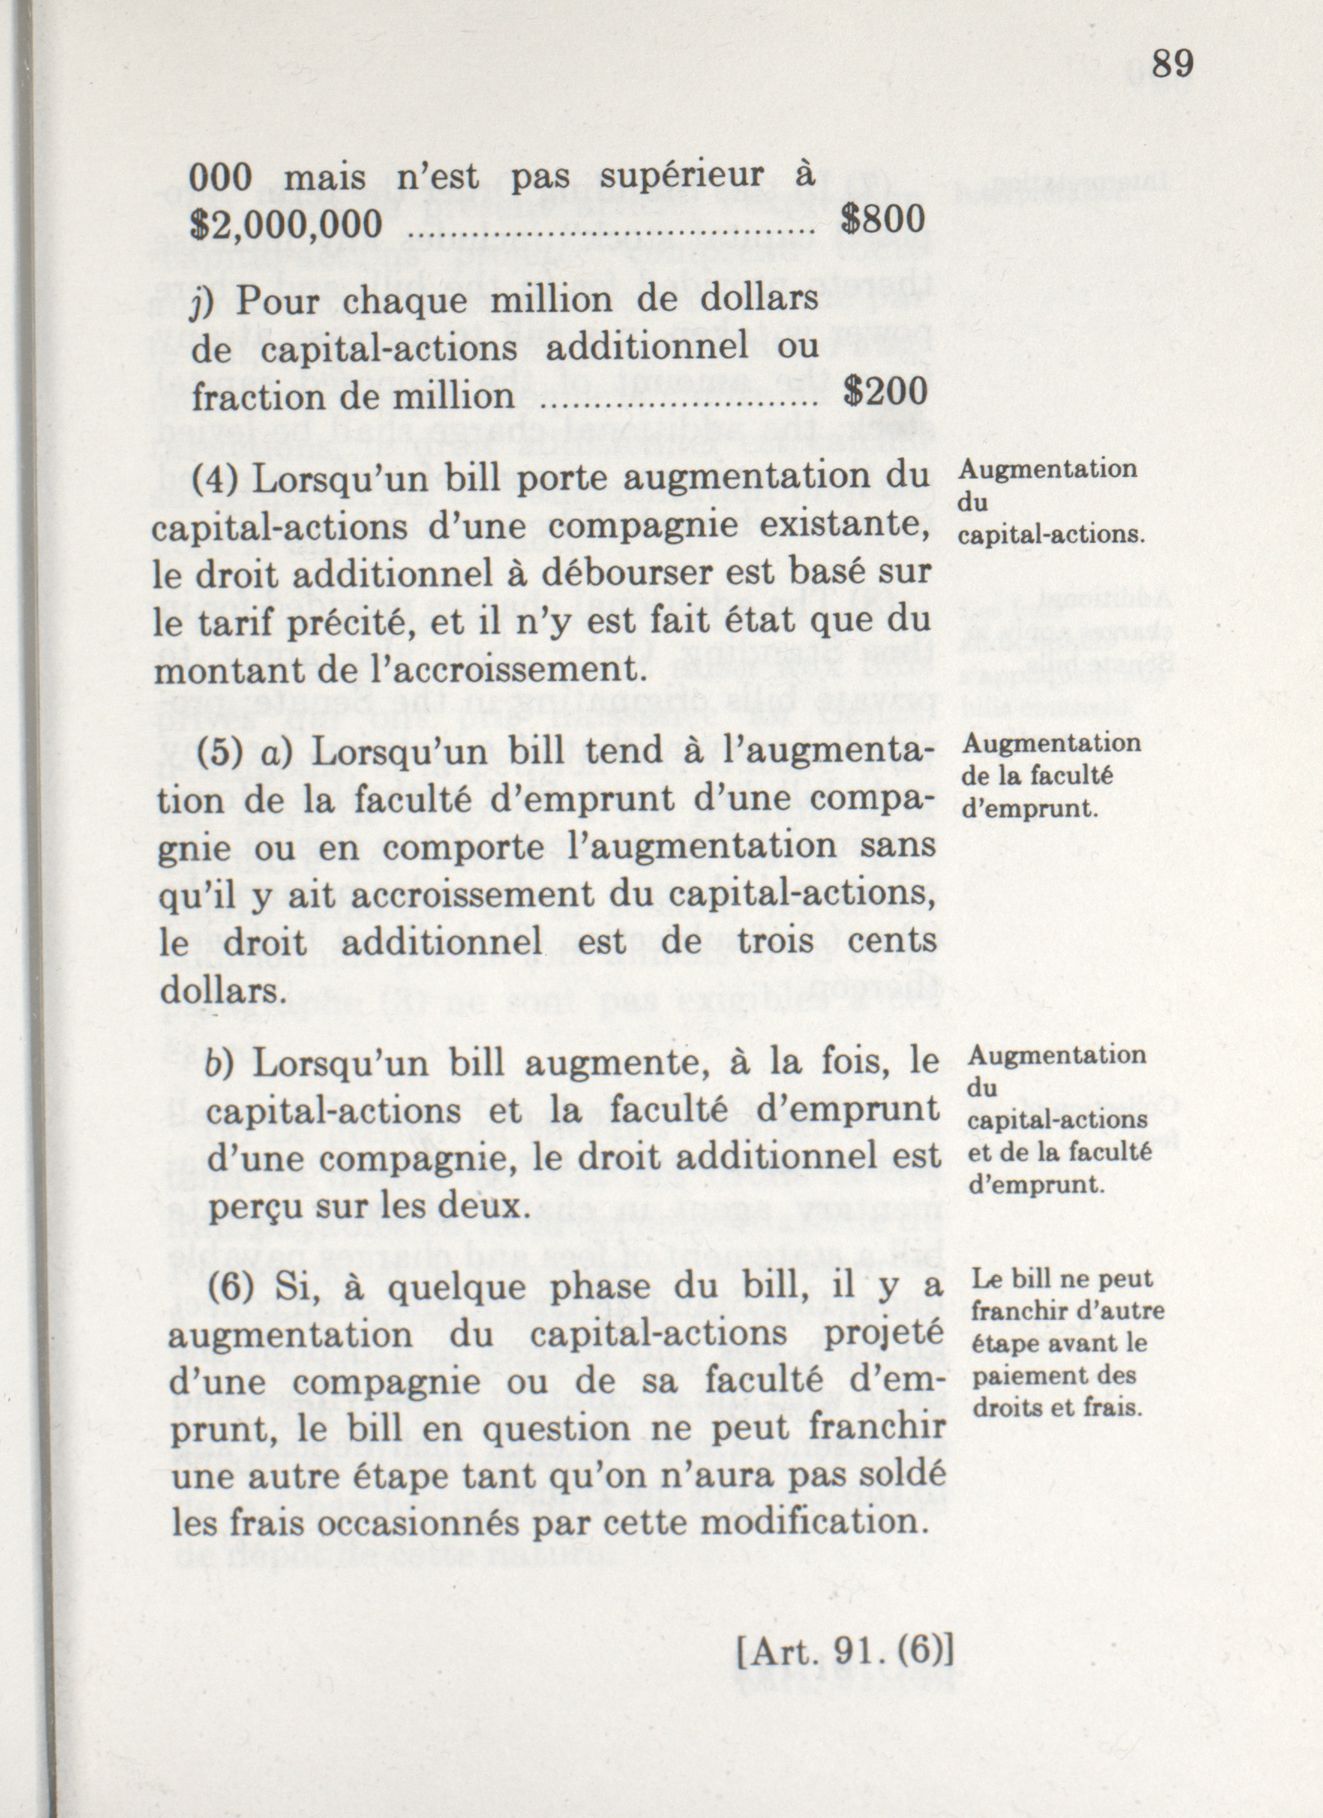 89
000 mais n'est pas supérieur à
$2,000,000 ...................................... $800
j) Pour chaque million de dollars
de capital-actions additionnel ou
fraction de million .......................... $200
(4) Lorsqu'un bill porte augmentation du
capital-actions d'une compagnie existante,
le droit additionnel à débourser est basé sur
le tarif précité, et il n'y est fait état que du
montant de l'accroissement.
Augmentation
du
capital-actions.
(5) a) Lorsqu'un bill tend à l'augmenta-
tion de la faculté d'emprunt d'une compa-
gnie ou en comporte l'augmentation sans
qu'il y ait accroissement du capital-actions,
le droit additionnel est de trois cents
dollars.
Augmentation
de la faculté
d'emprunt.
b) Lorsqu'un bill augmente, à la fois, le
capital-actions et la faculté d'emprunt
d'une compagnie, le droit additionnel est
perçu sur les deux.
Augmentation
du
capital-actions
et de la faculté
d'emprunt.
(6) Si, à quelque phase du bill, il y a
augmentation du capital-actions projeté
d'une compagnie ou de sa faculté d'em-
prunt, le bill en question ne peut franchir
une autre étape tant qu'on n'aura pas soldé
les frais occasionnés par cette modification.
Le bill ne peut
franchir d'autre
étape avant le
paiement des
droits et frais.
[Art. 91. (6)]